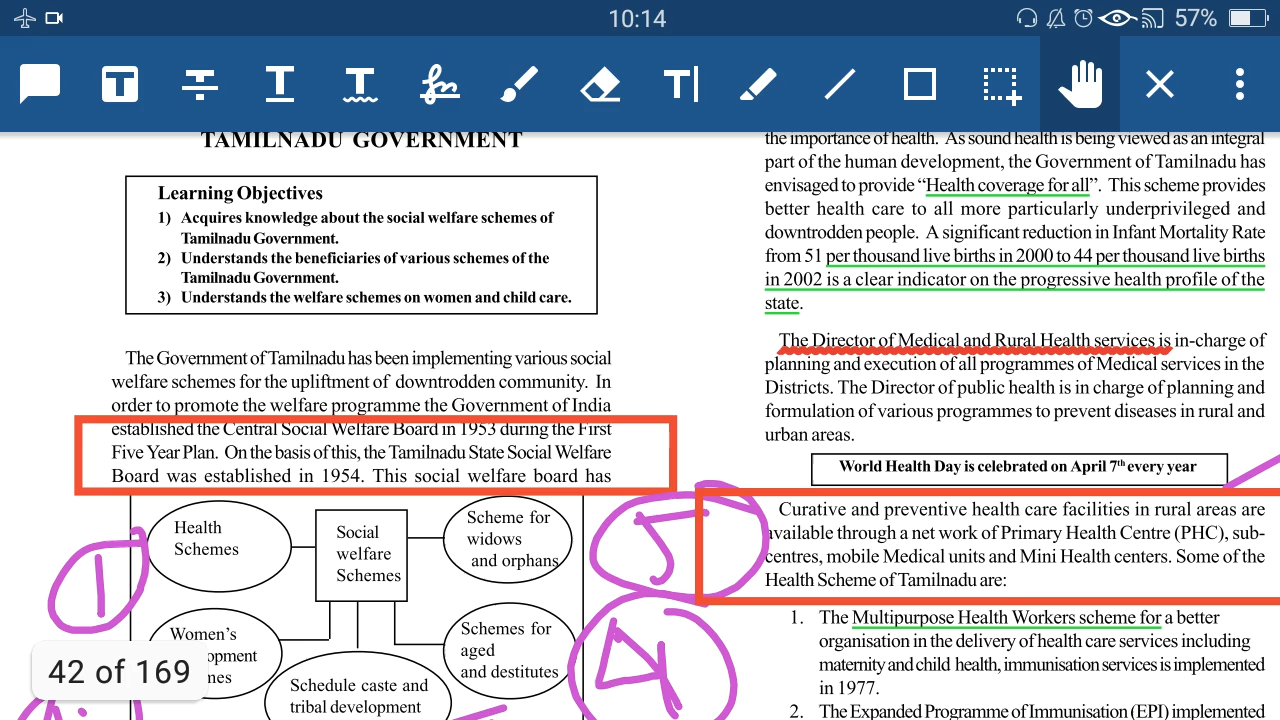 10:14
57%
TAMILNADU GOVERNMENT
Learning Objectives
1) Acquires knowledge about the social welfare schemes of
Tamilnadu Government.
2) Understands the beneficiaries of various schemes of the
Tamilnadu Government.
3) Understands the welfare schemes on women and child care.
The Government of Tamilnadu has been implementing various social
welfare schemes for the upliftment of downtrodden community. In
order to promote the welfare programme the Government of India
established the Central Social Welfare Board in 1953 during the First
Five Year Plan. On the basis of this, the Tamilnadu State Social Welfare
Board was established in 1954. This social welfare board has
Health
Schemes
Social
welfare
Schemes
Scheme for
widows
and orphans
Women's
opment
nes
Schemes for
aged
and destitutes
Schedule caste and
tribal development
1
5
4
42 of 169
the importance of health. As sound health is being viewed as an integral
part of the human development, the Government of Tamilnadu has
envisaged to provide “Health coverage for all”. This scheme provides
better health care to all more particularly underprivileged and
downtrodden people. A significant reduction in Infant Mortality Rate
from 51 per thousand live births in 2000 to 44 per thousand live births
in 2002 is a clear indicator on the progressive health profile of the
state.
The Director of Medical and Rural Health services is in-charge of
planning and execution of all programmes of Medical services in the
Districts. The Director of public health is in charge of planning and
formulation of various programmes to prevent diseases in rural and
urban areas.
World Health Day is celebrated on April 7th every year
Curative and preventive health care facilities in rural areas are
available through a net work of Primary Health Centre (PHC), sub-
centres, mobile Medical units and Mini Health centers. Some of the
Health Scheme of Tamilnadu are:
1. The Multipurpose Health Workers scheme for a better
organisation in the delivery of health care services including
maternity and child health, immunisation services is implemented
in 1977.
2. The Expanded Programme of Immunisation (EPI) implemented